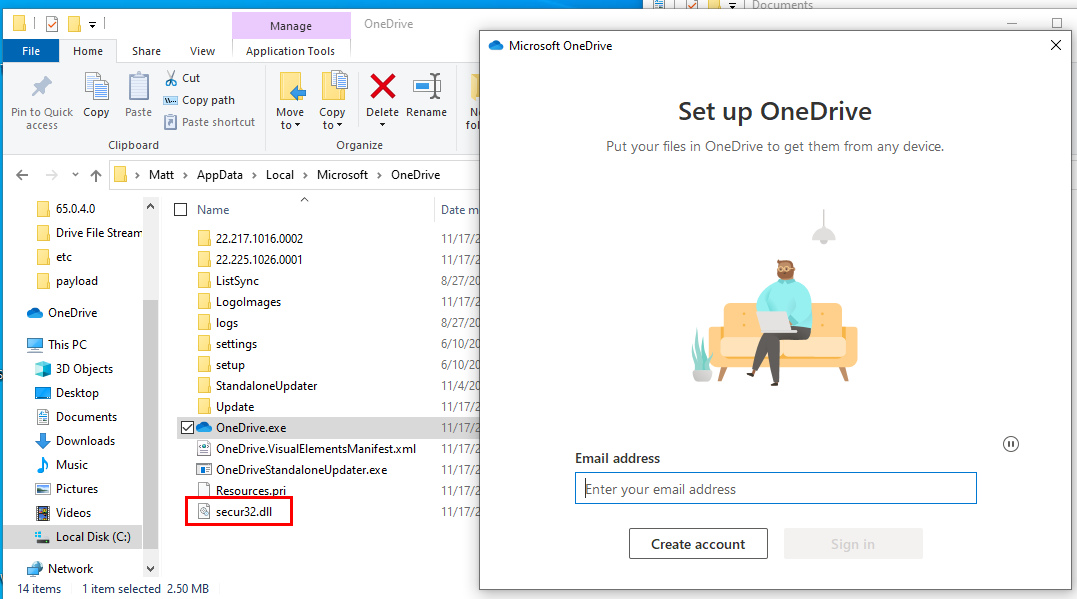 Documents
Manage
OneDrive
File
Home
Share
View
Application Tools
Pin to Quick
access
Copy
Paste
Cut
Copy path
Paste shortcut
Clipboard
Move
to
Copy
to
Delete
Rename
Organize
Matt
AppData
Local
Microsoft
OneDrive
65.0.4.0
Drive File Stream
etc
payload
OneDrive
This PC
3D Objects
Desktop
Documents
Downloads
Music
Pictures
Videos
Local Disk (C:)
Network
Name
Date m
22.217.1016.0002 11/17/2
22.225.1026.0001 11/17/2
ListSync 8/27/20
LogoImages 11/17/2
logs 8/27/20
settings 6/10/20
setup 6/10/20
StandaloneUpdater 11/4/20
Update 11/17/2
OneDrive.exe 11/17/2
OneDrive.VisualElementsManifest.xml 11/17/2
OneDriveStandaloneUpdater.exe 11/17/2
Resources.pri 11/17/2
secur32.dll 11/17/2
14 items
1 item selected 2.50 MB
Microsoft OneDrive
Set up OneDrive
Put your files in OneDrive to get them from any device.
Email address
Enter your email address
Create account
Sign in